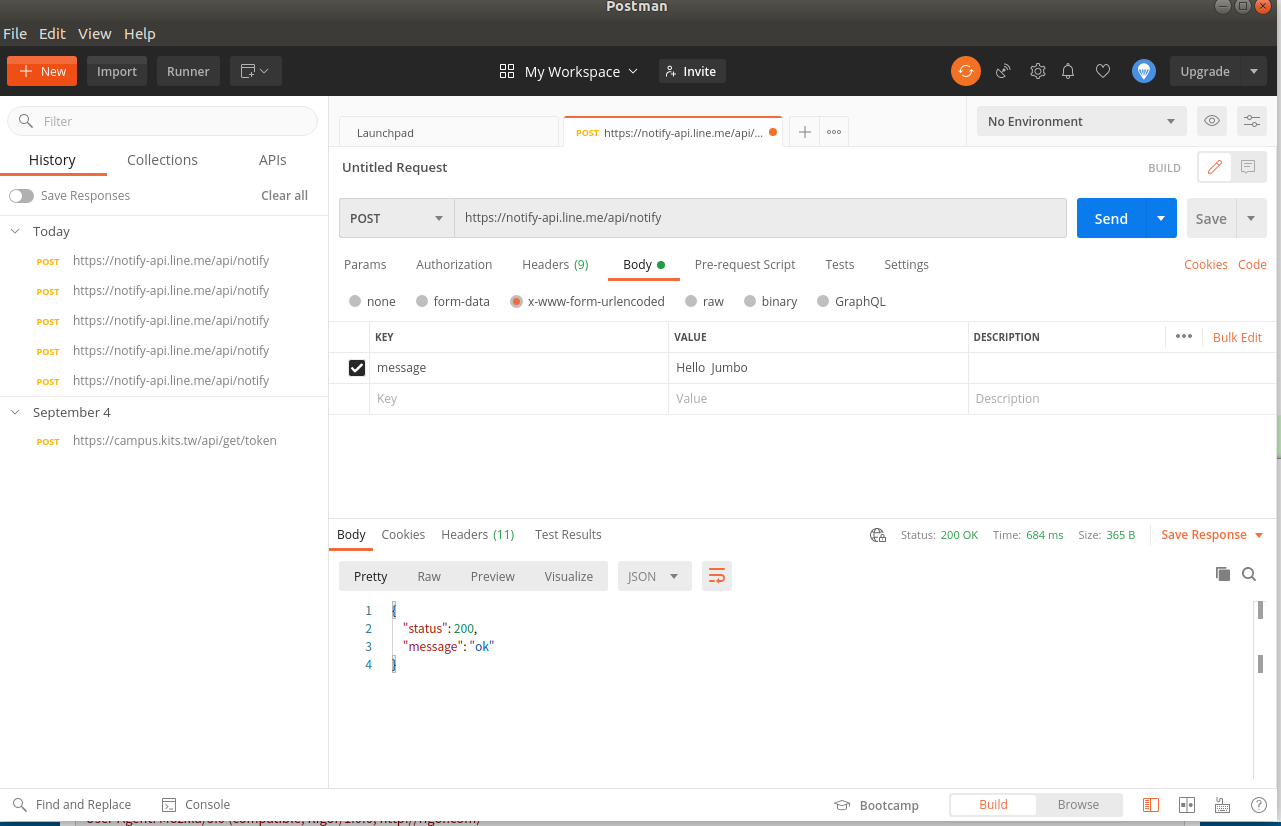 Postman
File Edit View Help
New Import Runner My Workspace Invite Upgrade
Filter
History Collections APIs
Save Responses Clear all
Today
POST https://notify-api.line.me/api/notify
POST https://notify-api.line.me/api/notify
POST https://notify-api.line.me/api/notify
POST https://notify-api.line.me/api/notify
POST https://notify-api.line.me/api/notify
September 4
POST https://campus.kits.tw/api/get/token
Launchpad POST https://notify-api.line.me/api/... No Environment
Untitled Request BUILD
POST https://notify-api.line.me/api/notify Send Save
Params Authorization Headers (9) Body Pre-request Script Tests Settings Cookies Code
none form-data x-www-form-urlencoded raw binary GraphQL
KEY VALUE DESCRIPTION ••• Bulk Edit
message Hello Jumbo
Key Value Description
Body Cookies Headers (11) Test Results Status: 200 OK Time: 684 ms Size: 365 B Save Response
Pretty Raw Preview Visualize JSON
1 {
2 "status": 200,
3 "message": "ok"
4 }
Find and Replace Console Bootcamp Build Browse